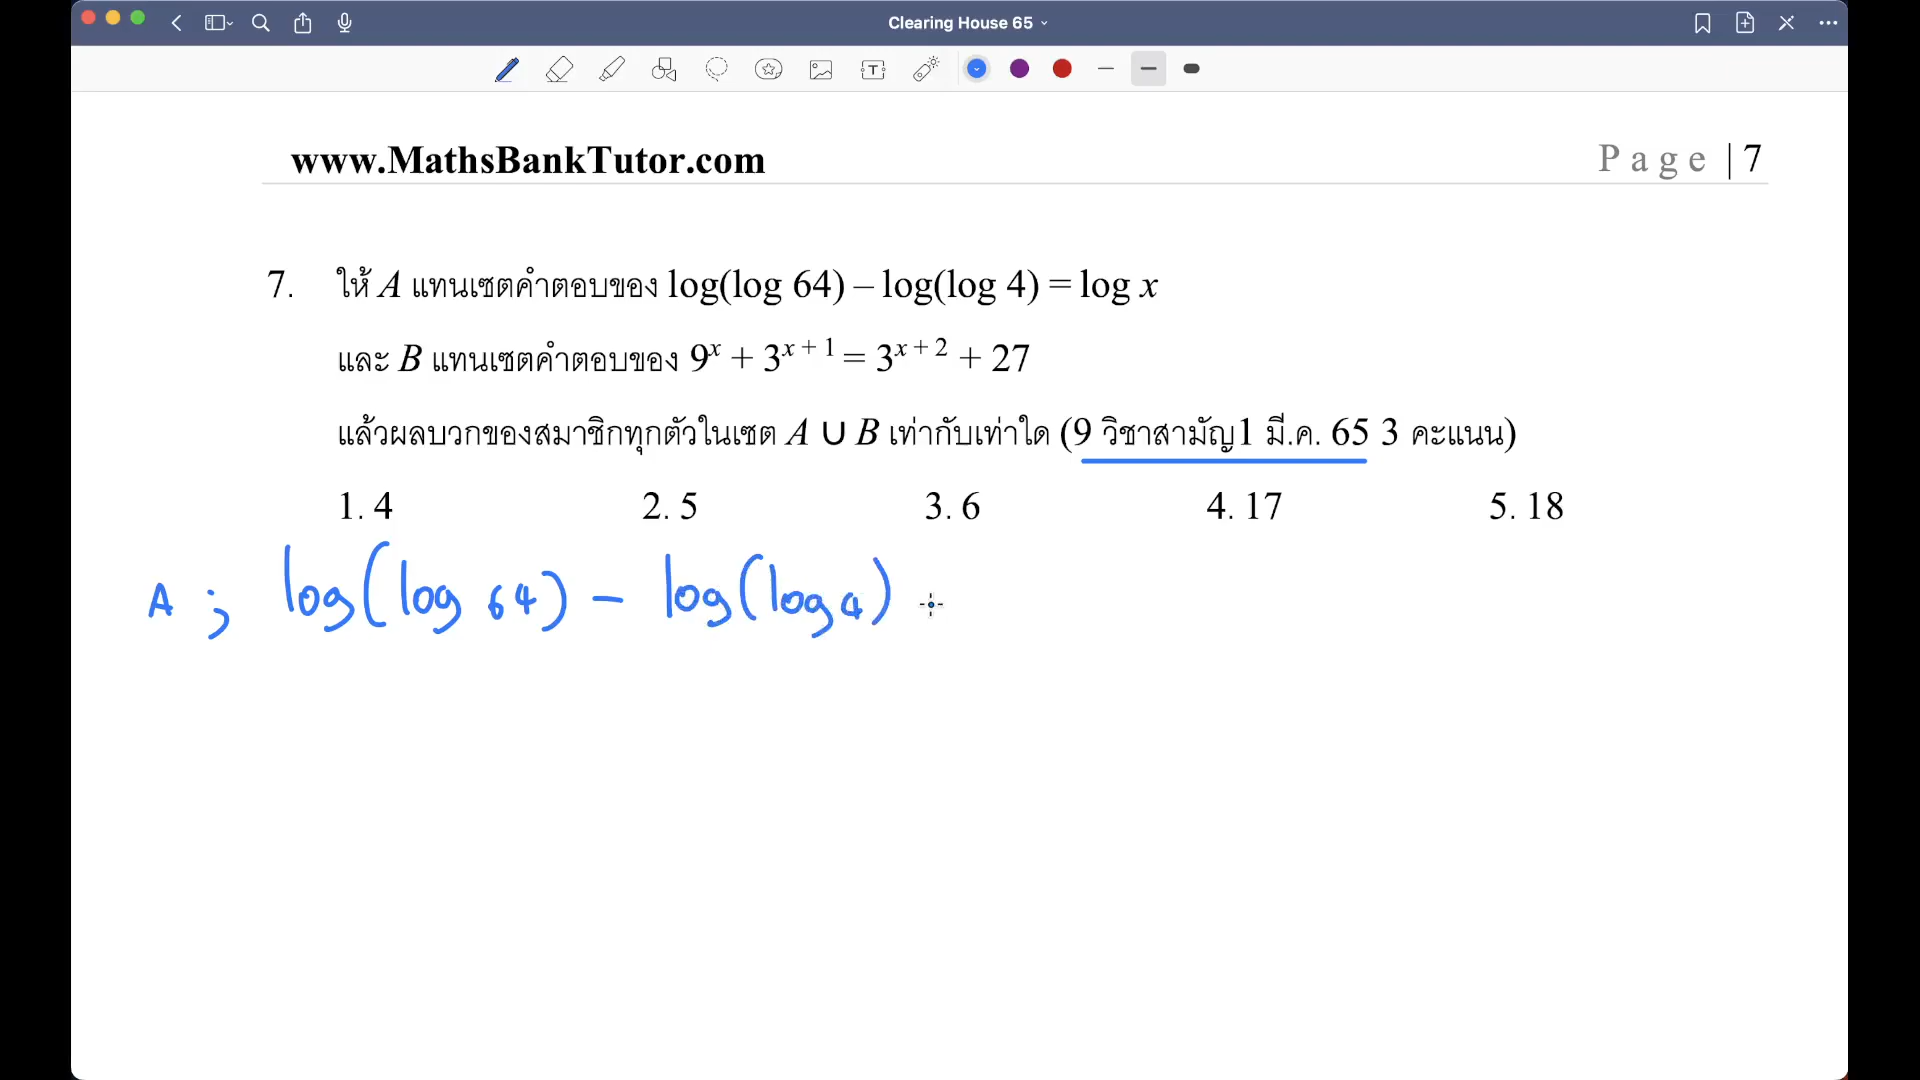 Clearing House 65
www.MathsBankTutor.com
Page | 7
7. ให้ A แทนเซตคำตอบของ log(log 64) – log(log 4) = log x
และ B แทนเซตคำตอบของ 9^x + 3^{x + 1} = 3^{x + 2} + 27
แล้วผลบวกของสมาชิกทุกตัวในเซต A ∪ B เท่ากับเท่าใด (9 วิชาสามัญ1 มี.ค. 65 3 คะแนน)
1. 4 2. 5 3. 6 4. 17 5. 18
A ; log(log 64) – log(log 4)